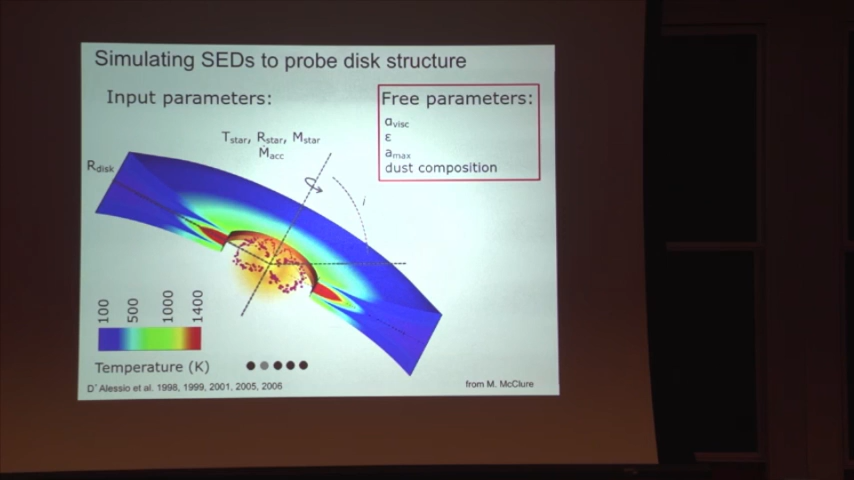 Simulating SEDs to probe disk structure
Input parameters:
Free parameters:
αvisc
ε
amax
dust composition
Tstar, Rstar, Mstar
Ṁacc
Rdisk
i
100 500 1000 1400
Temperature (K)
D´Alessio et al. 1998, 1999, 2001, 2005, 2006
from M. McClure